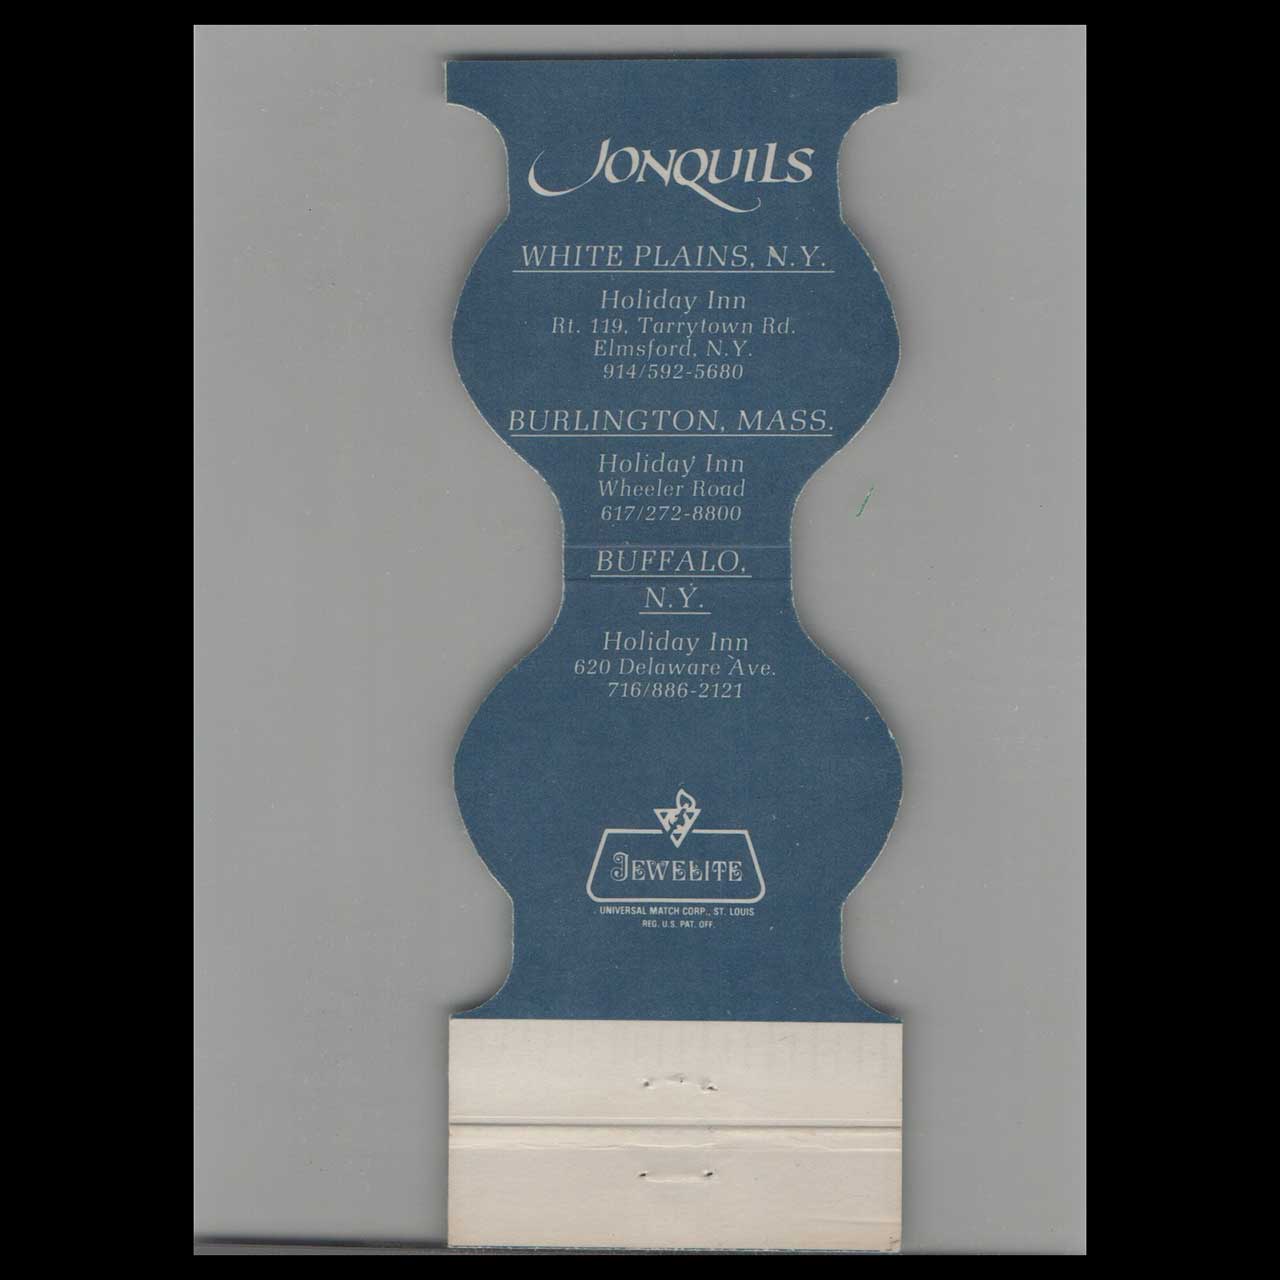 JONQUILS
WHITE PLAINS, N.Y.
Holiday Inn
Rt. 119, Tarrytown Rd.
Elmsford, N.Y.
914/592-5680
BURLINGTON, MASS.
Holiday Inn
Wheeler Road
617/272-8800
BUFFALO,
N.Y.
Holiday Inn
620 Delaware Ave.
716/886-2121
JEWELITE
UNIVERSAL MATCH CORP., ST. LOUIS
REG. U.S. PAT. OFF.